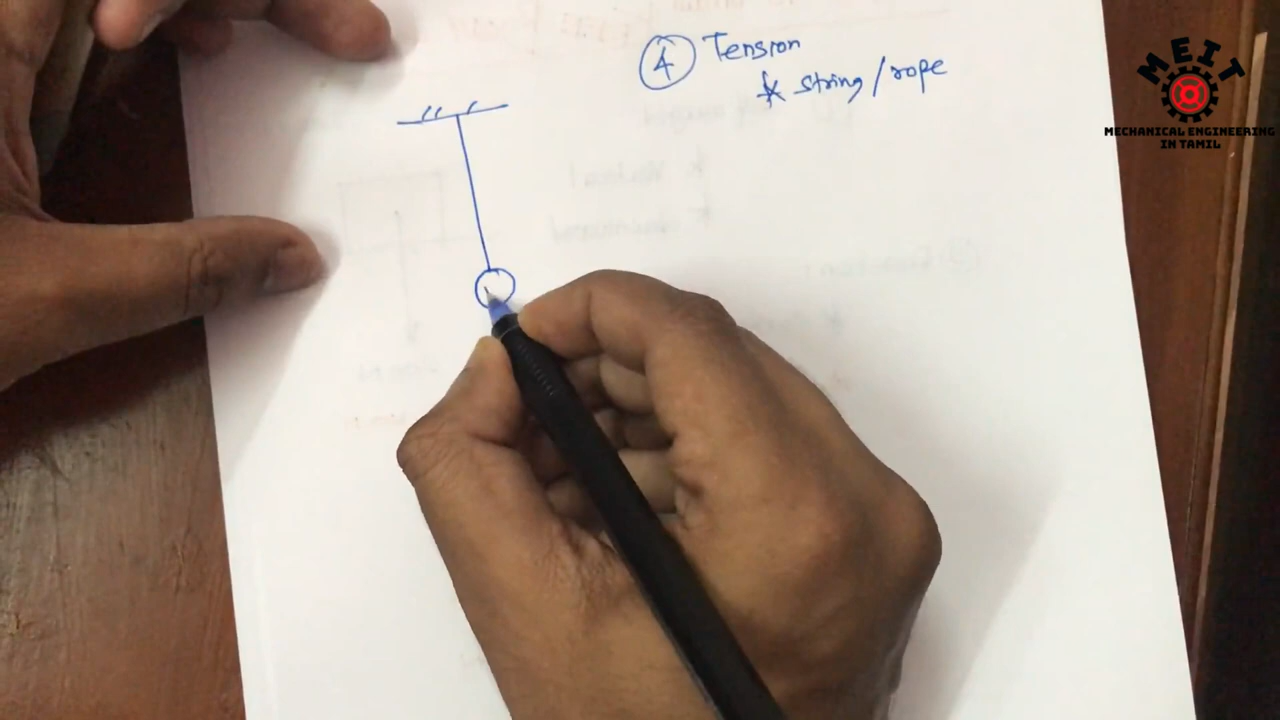 ④ Tension
* string/rope
MEIT
MECHANICAL ENGINEERING
IN TAMIL